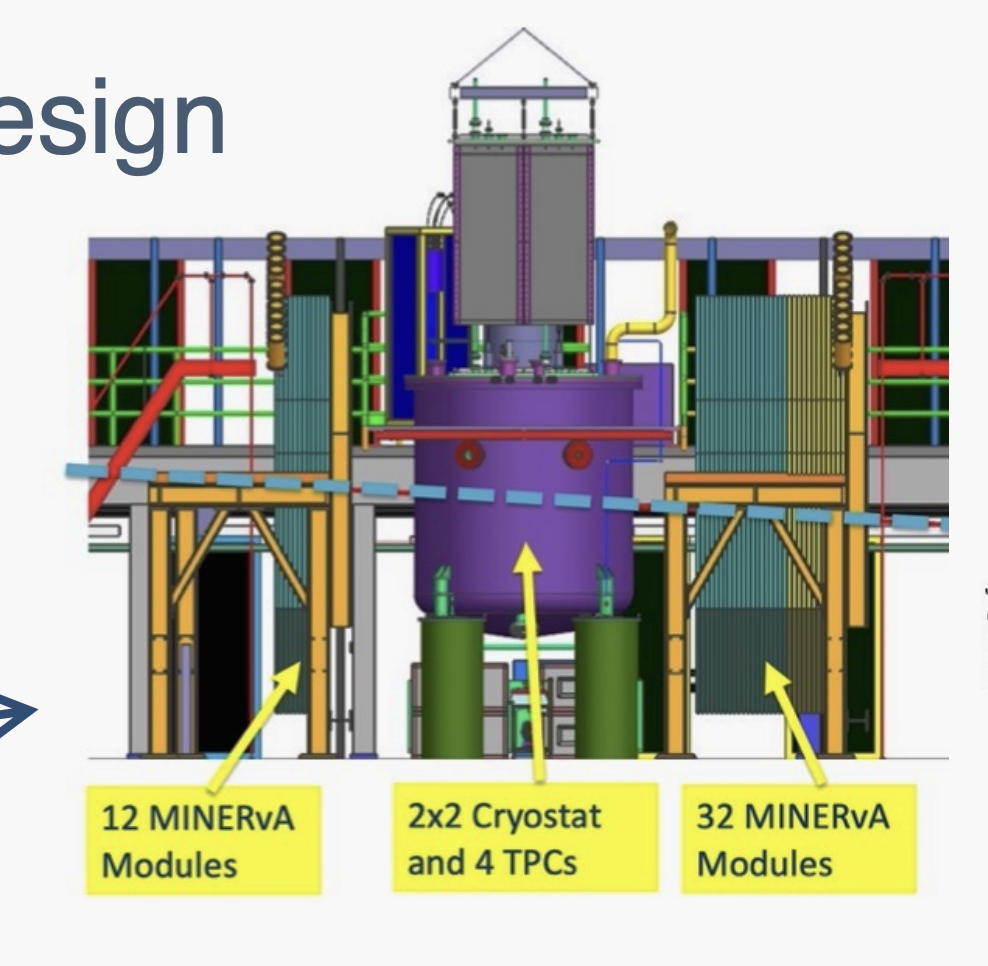 esign
12 MINERvA
Modules
2x2 Cryostat
and 4 TPCs
32 MINERvA
Modules